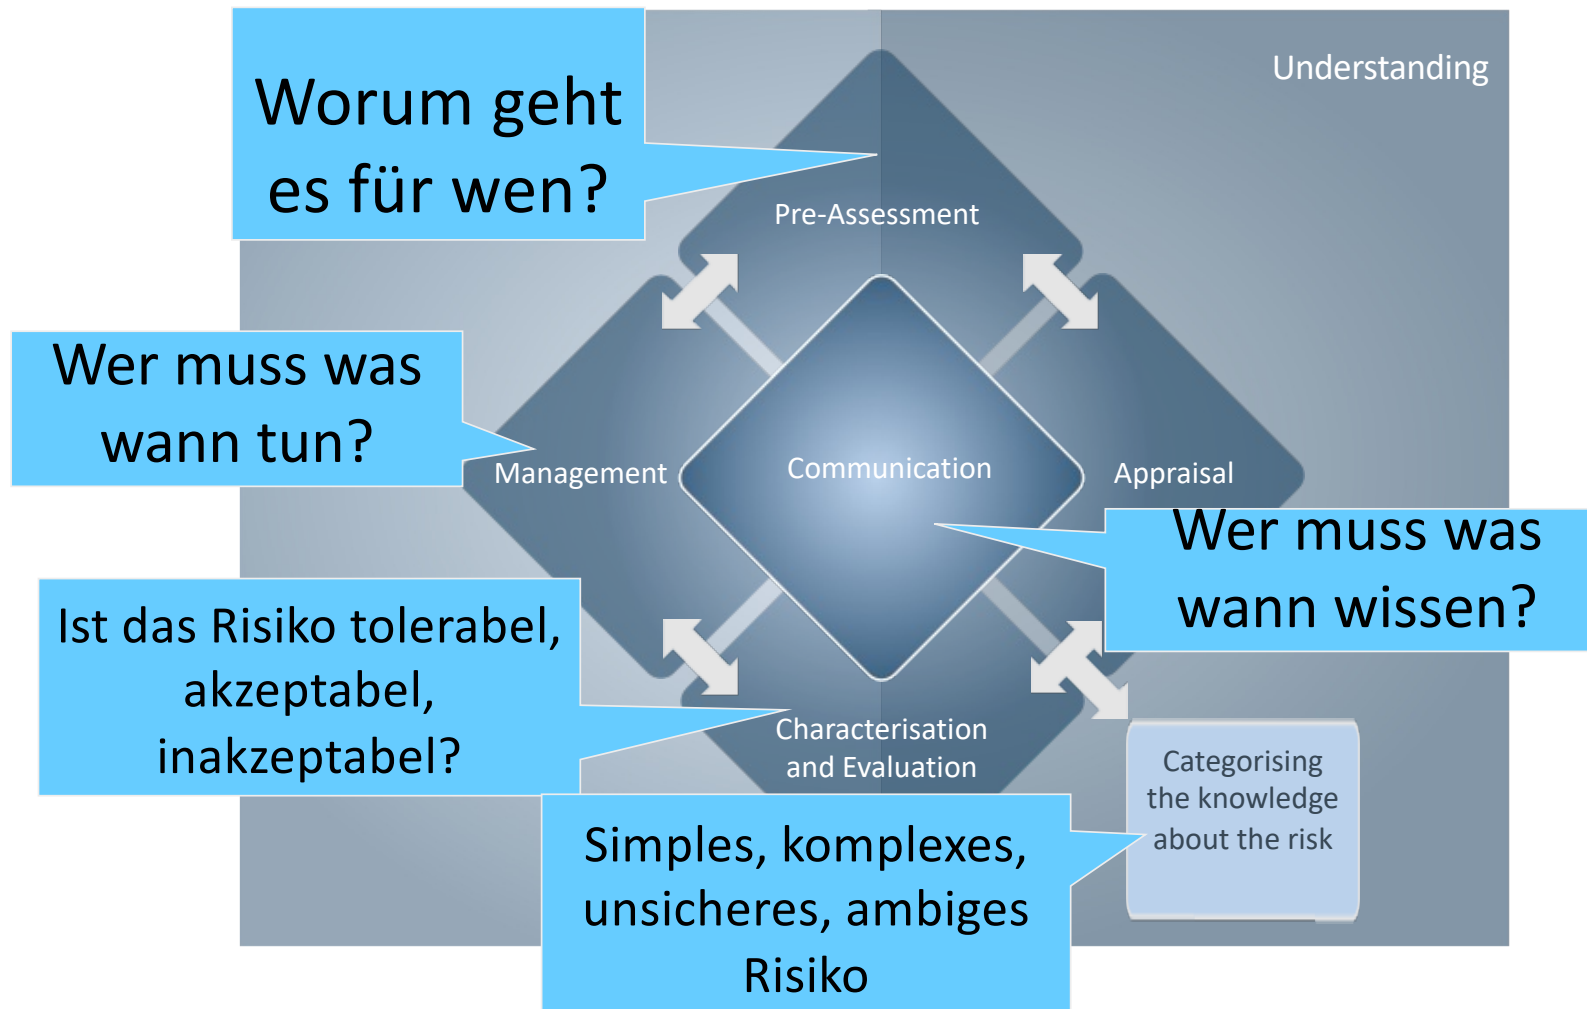 Understanding
Worum geht
es für wen?
Pre-Assessment
Wer muss was
wann tun?
Management
Communication
Appraisal
Wer muss was
wann wissen?
Ist das Risiko tolerabel,
akzeptabel,
inakzeptabel?
Characterisation
and Evaluation
Categorising
the knowledge
about the risk
Simples, komplexes,
unsicheres, ambiges
Risiko